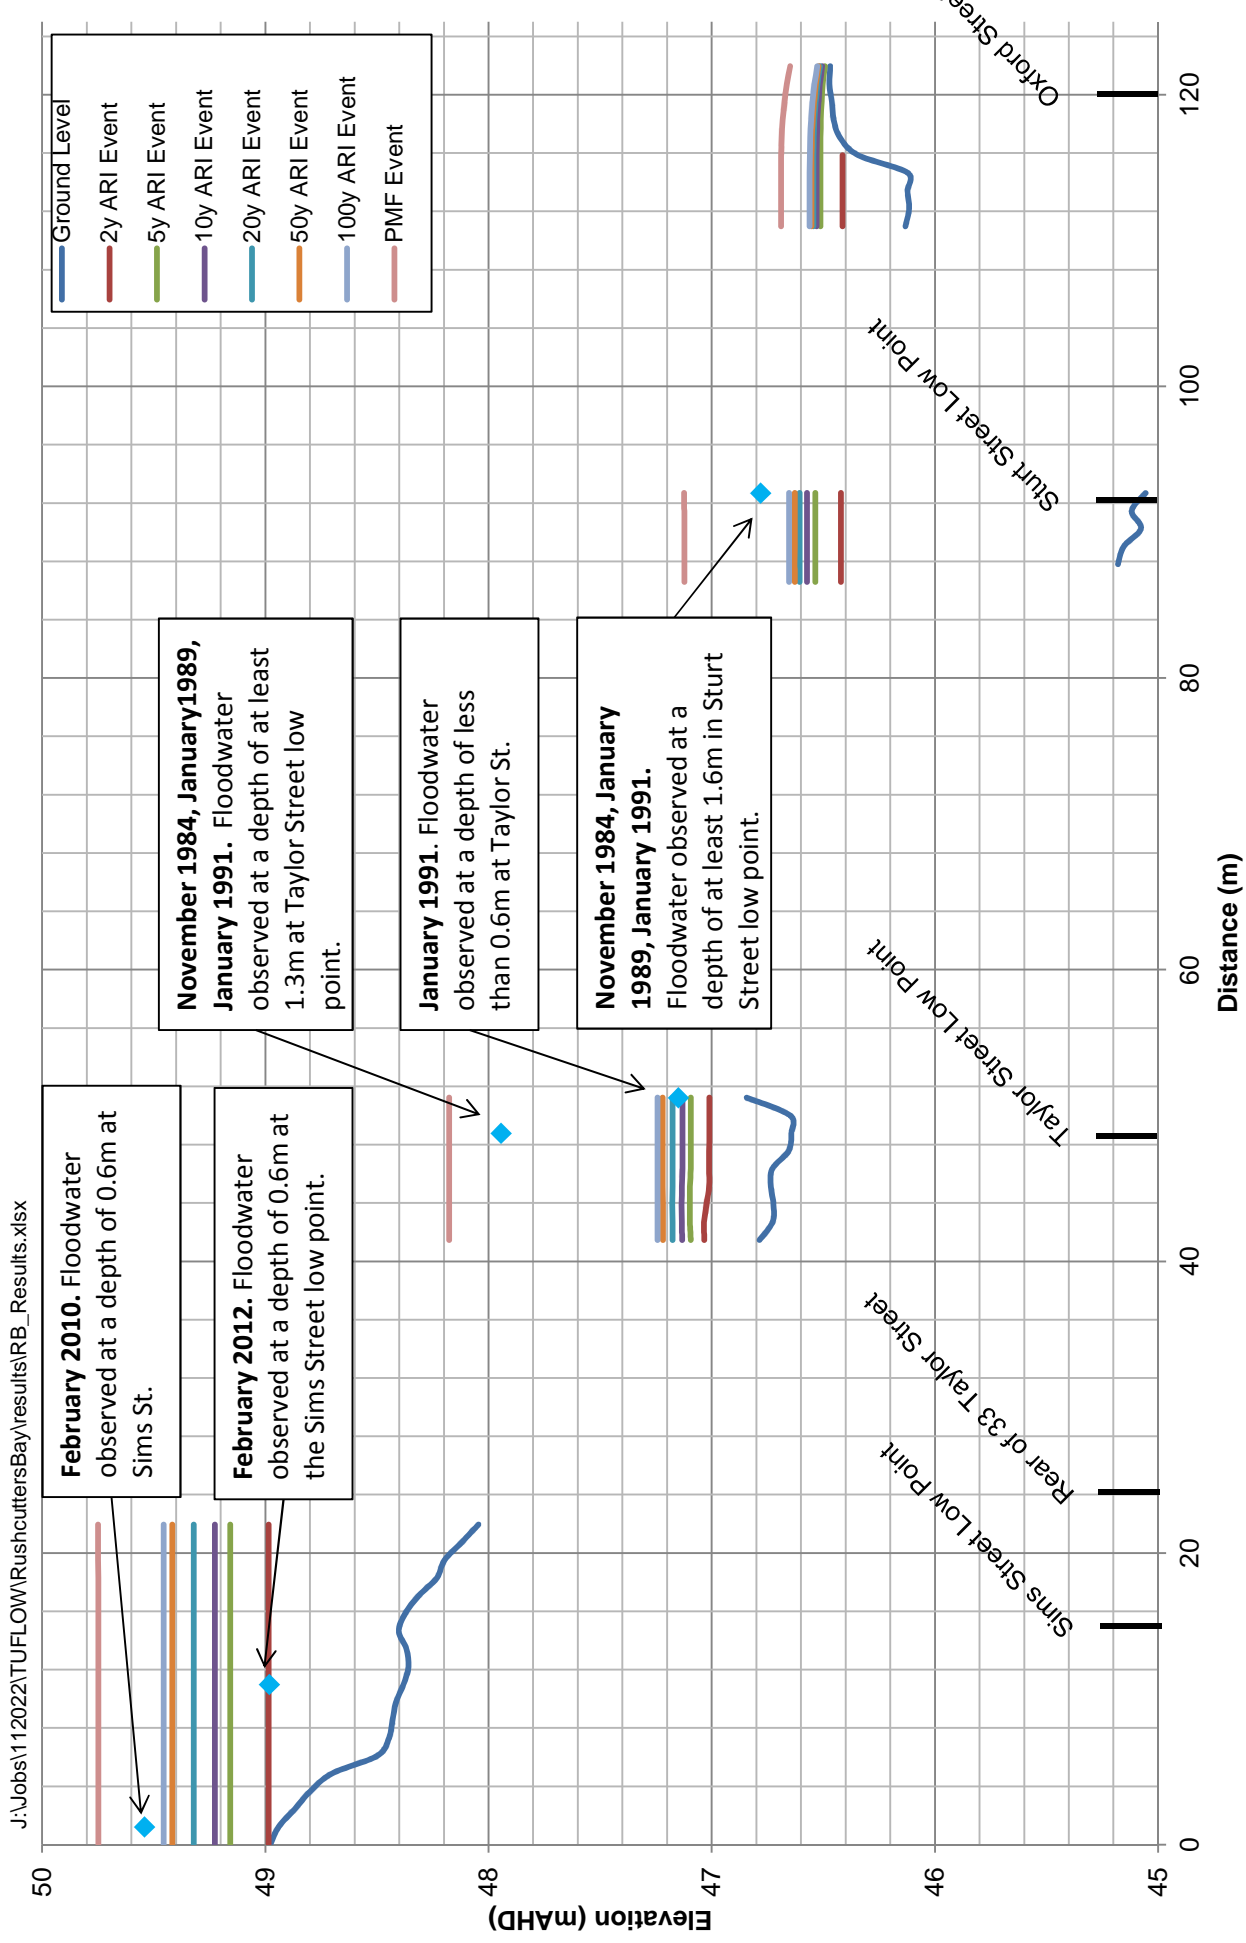 J:\Jobs\112022\TUFLOW\RushcuttersBay\results\RB_Results.xlsx
50
49
48
47
46
45
Elevation (mAHD)
0
20
40
60
80
100
120
Distance (m)
Ground Level
2y ARI Event
5y ARI Event
10y ARI Event
20y ARI Event
50y ARI Event
100y ARI Event
PMF Event
February 2010. Floodwater
observed at a depth of 0.6m at
Sims St.
February 2012. Floodwater
observed at a depth of 0.6m at
the Sims Street low point.
November 1984, January1989,
January 1991. Floodwater
observed at a depth of at least
1.3m at Taylor Street low
point.
January 1991. Floodwater
observed at a depth of less
than 0.6m at Taylor St.
November 1984, January
1989, January 1991.
Floodwater observed at a
depth of at least 1.6m in Sturt
Street low point.
Sims Street Low Point
Rear of 33 Taylor Street
Taylor Street Low Point
Sturt Street Low Point
Oxford Stree